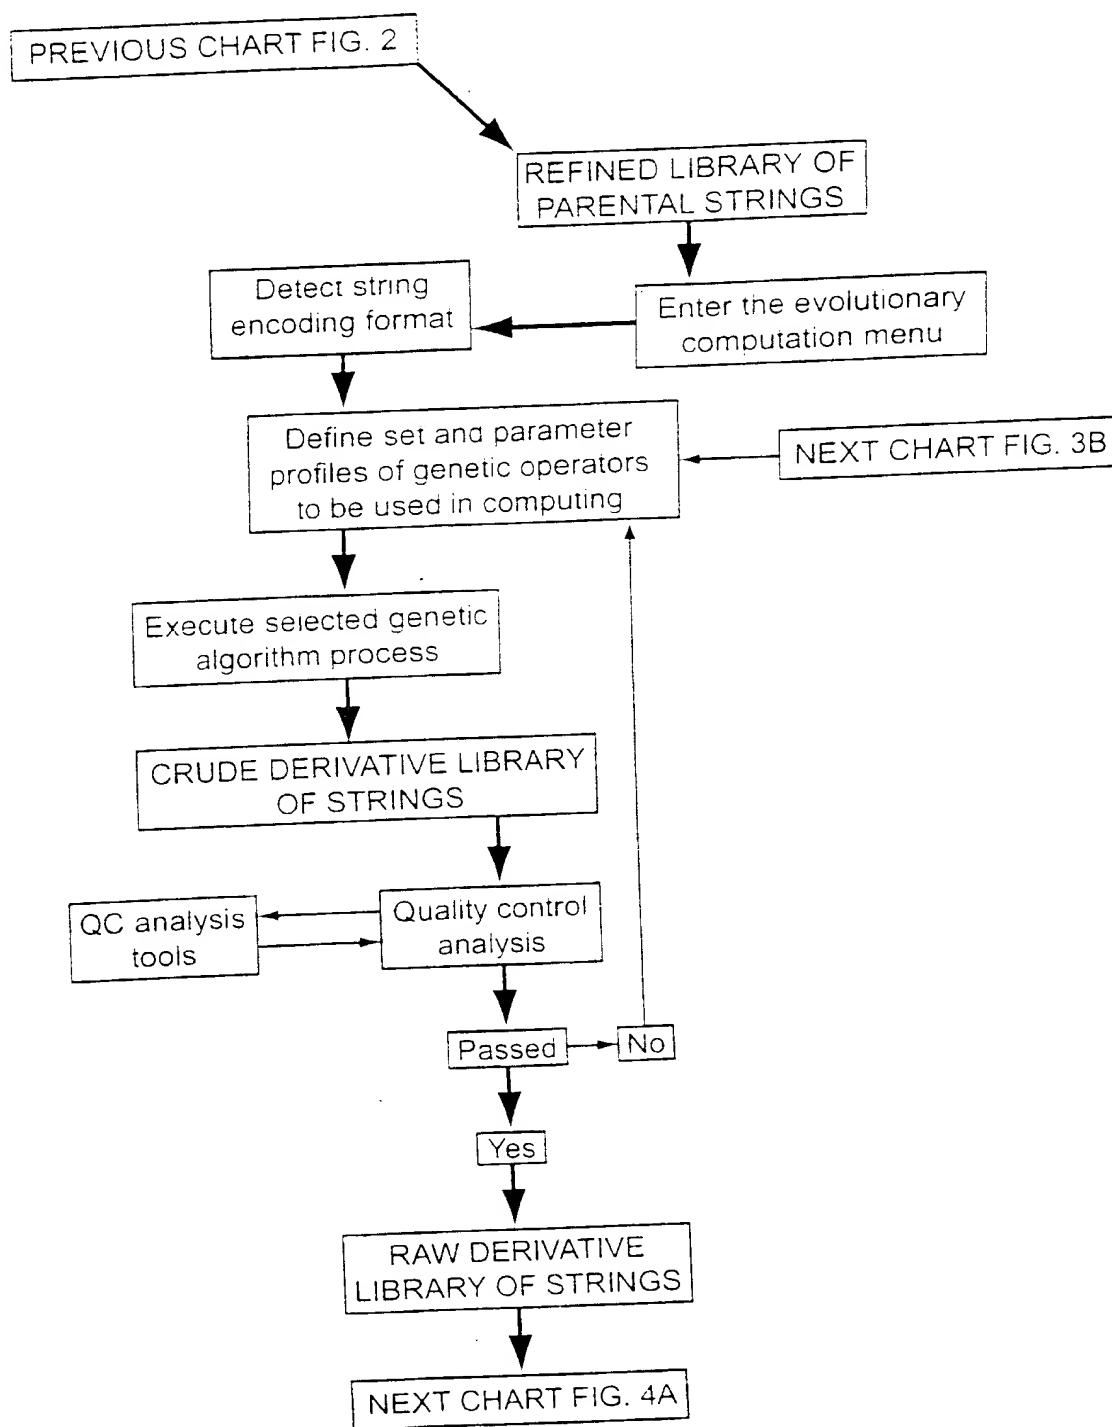 PREVIOUS CHART FIG. 2
REFINED LIBRARY OF
PARENTAL STRINGS
Detect string
encoding format
Enter the evolutionary
computation menu
Define set and parameter
profiles of genetic operators
to be used in computing
NEXT CHART FIG. 3B
Execute selected genetic
algorithm process
CRUDE DERIVATIVE LIBRARY
OF STRINGS
QC analysis
tools
Quality control
analysis
Passed
No
Yes
RAW DERIVATIVE
LIBRARY OF STRINGS
NEXT CHART FIG. 4A